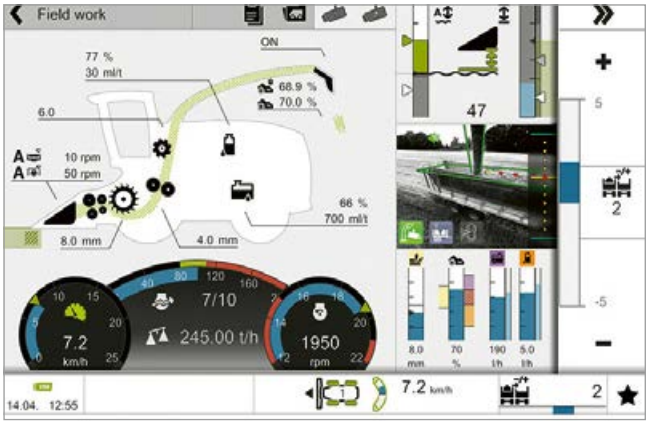 Field work
77 %
30 ml/t
ON
68.9 %
70.0 %
6.0
A
10 rpm
A
50 rpm
66 %
700 ml/t
8.0 mm
4.0 mm
A
47
5
-/+
2
-5
0
5
10
15
20
25
7.2
km/h
40
80
120
160
7/10
245.00 t/h
12
14
16
18
20
22
1950
rpm
8.0
70
190
5.0
mm
%
l/h
l/h
14.04. 12:55
1
7.2 km/h
-/+
2